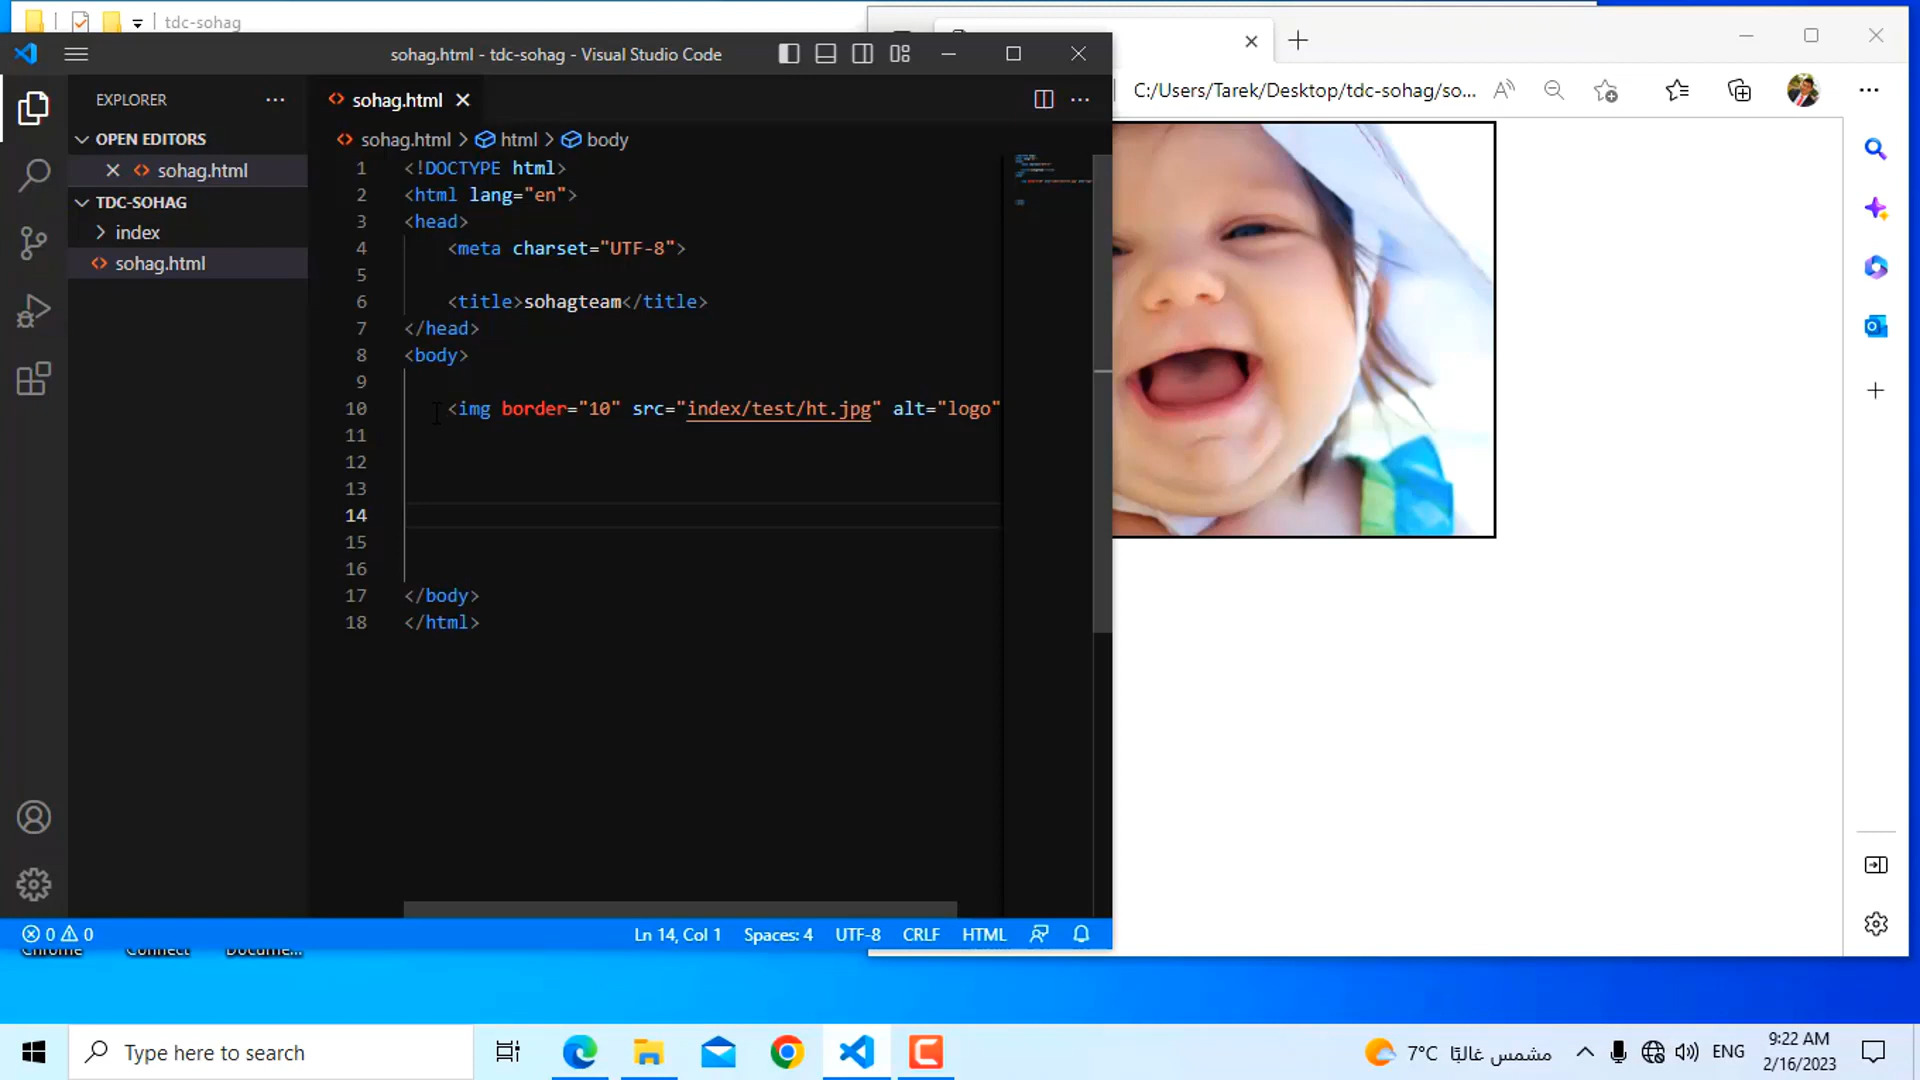 tdc-sohag
sohag.html - tdc-sohag - Visual Studio Code
C:/Users/Tarek/Desktop/tdc-sohag/so...
EXPLORER
sohag.html
OPEN EDITORS
sohag.html > html > body
sohag.html
TDC-SOHAG
index
sohag.html
1 <!DOCTYPE html>
2 <html lang="en">
3 <head>
4 <meta charset="UTF-8">
5
6 <title>sohagteam</title>
7 </head>
8 <body>
9
10 <img border="10" src="index/test/ht.jpg" alt="logo"
11
12
13
14
15
16
17 </body>
18 </html>
0 0
Ln 14, Col 1 Spaces: 4 UTF-8 CRLF HTML
Chrome Connect Docume...
Type here to search
7°C مشمس غالبًا
ENG
9:22 AM
2/16/2023